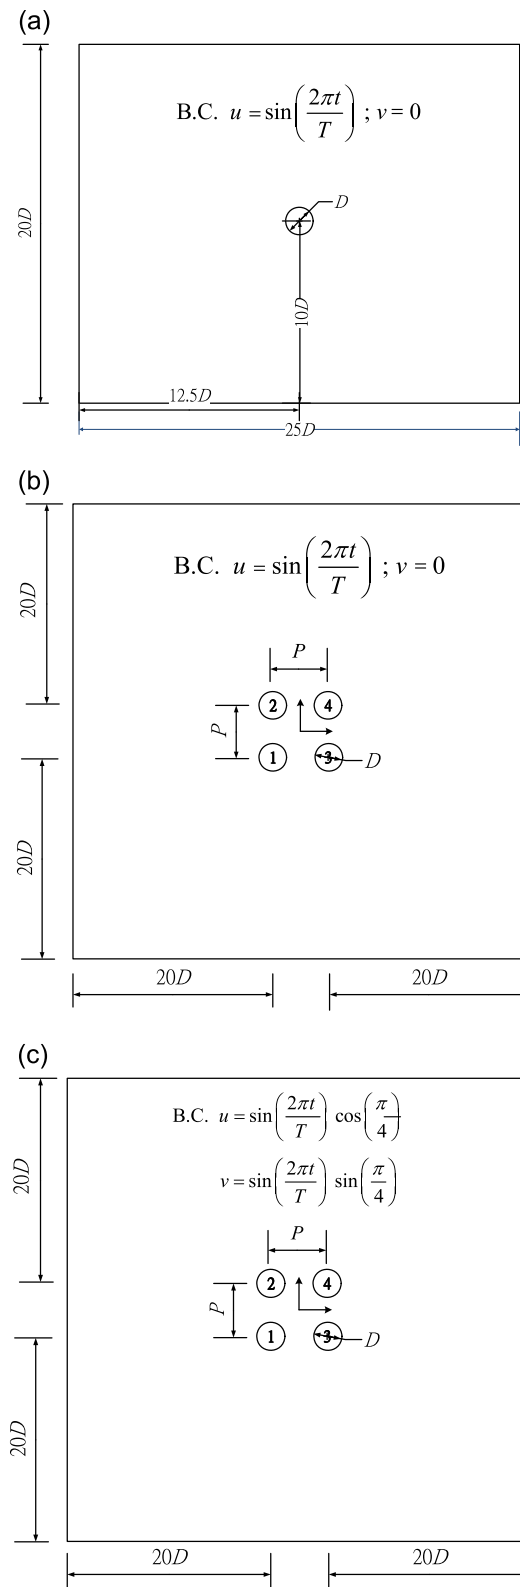 (a)
B.C. u = sin(2πt/T) ; v = 0
D
20D
10D
12.5D
25D
(b)
B.C. u = sin(2πt/T) ; v = 0
20D
P
2 4
P
1 3 D
20D
20D 20D
(c)
B.C. u = sin(2πt/T) cos(π/4)
v = sin(2πt/T) sin(π/4)
20D
P
2 4
P
1 3 D
20D
20D 20D